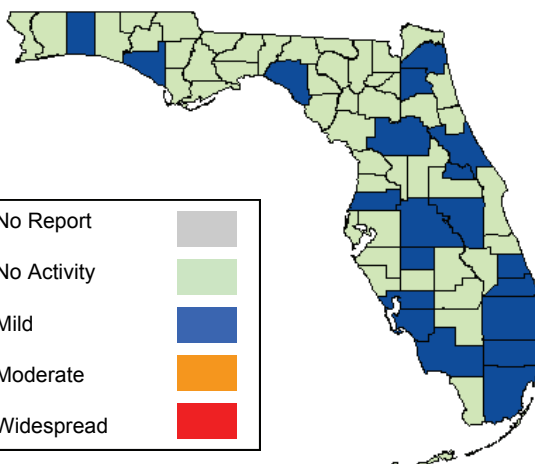 No Report
No Activity
Mild
Moderate
Widespread